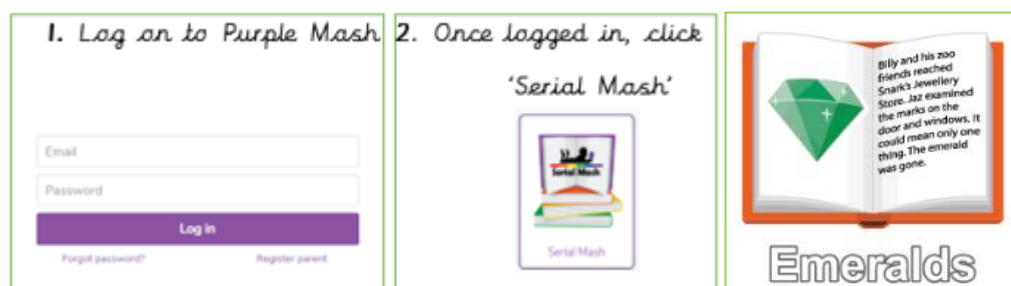 1. Log on to Purple Mash
Email
Password
Log in
Forgot password?
Register parent
2. Once logged in, click
'Serial Mash'
Serial Mash
Serial Mash
Billy and his zoo
friends reached
Snark's Jewellery
Store. Jaz examined
the marks on the
door and windows. It
could mean only one
thing. The emerald
was gone.
Emeralds